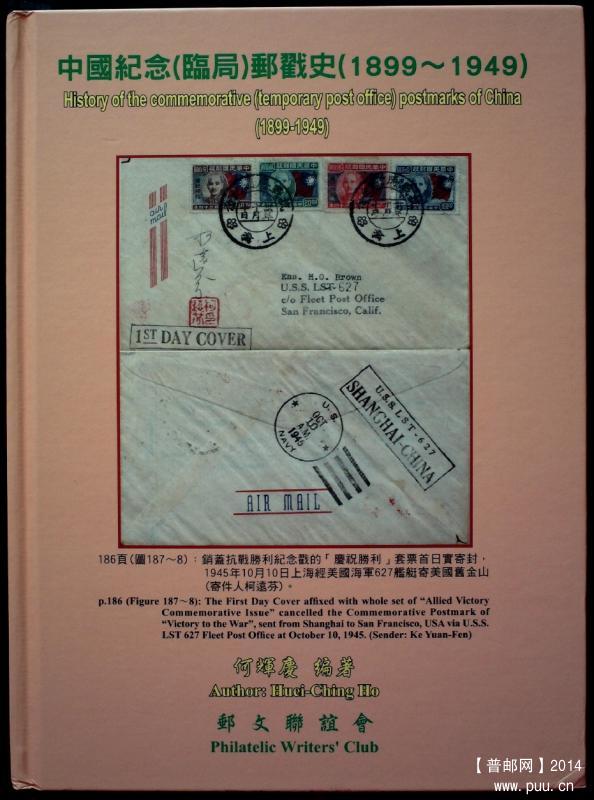 中國紀念(臨局)郵戳史(1899～1949)
History of the commemorative (temporary post office) postmarks of China
(1899-1949)
air
mail
上海
Ens. H.O. Brown
U.S.S. LST-627
c/o Fleet Post Office
San Francisco, Calif.
1ST DAY COVER
U.S. NAVY
OCT
10
A.M.
1945
U.S.S. LST-627
SHANGHAI-CHINA
AIR MAIL
186頁(圖187～8)：銷蓋抗戰勝利紀念戳的「慶祝勝利」套票首日實寄封，
1945年10月10日上海經美國海軍627艦艇寄美國舊金山
(寄件人柯遠芬)。
p.186 (Figure 187～8): The First Day Cover affixed with whole set of “Allied Victory
Commemorative Issue” cancelled the Commemorative Postmark of
“Victory to the War”, sent from Shanghai to San Francisco, USA via U.S.S.
LST 627 Fleet Post Office at October 10, 1945. (Sender: Ke Yuan-Fen)
何輝慶 編著
Author: Huei-Ching Ho
郵文聯誼會
Philatelic Writers' Club
【普邮网】2014
www.puu.cn